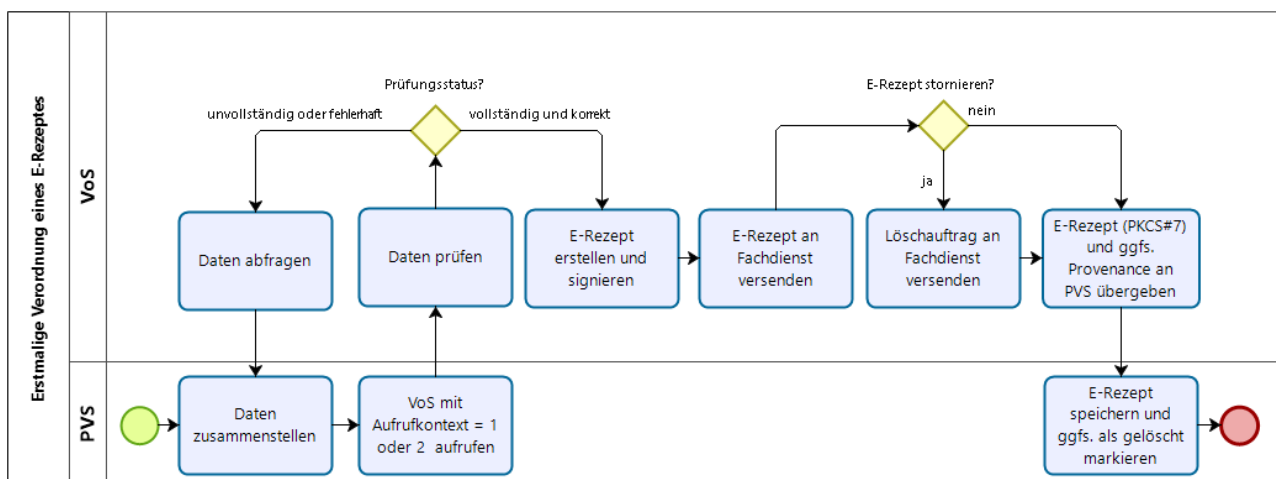 Erstmalige Verordnung eines E-Rezeptes
VoS
Prüfungsstatus?
unvollständig oder fehlerhaft
vollständig und korrekt
E-Rezept stornieren?
nein
ja
Daten abfragen
Daten prüfen
E-Rezept
erstellen und
signieren
E-Rezept an
Fachdienst
versenden
Löschauftrag an
Fachdienst
versenden
E-Rezept (PKCS#7)
und ggfs.
Provenance an
PVS übergeben
PVS
Daten
zusammenstellen
VoS mit
Aufrufkontext = 1
oder 2 aufrufen
E-Rezept
speichern und
ggfs. als gelöscht
markieren